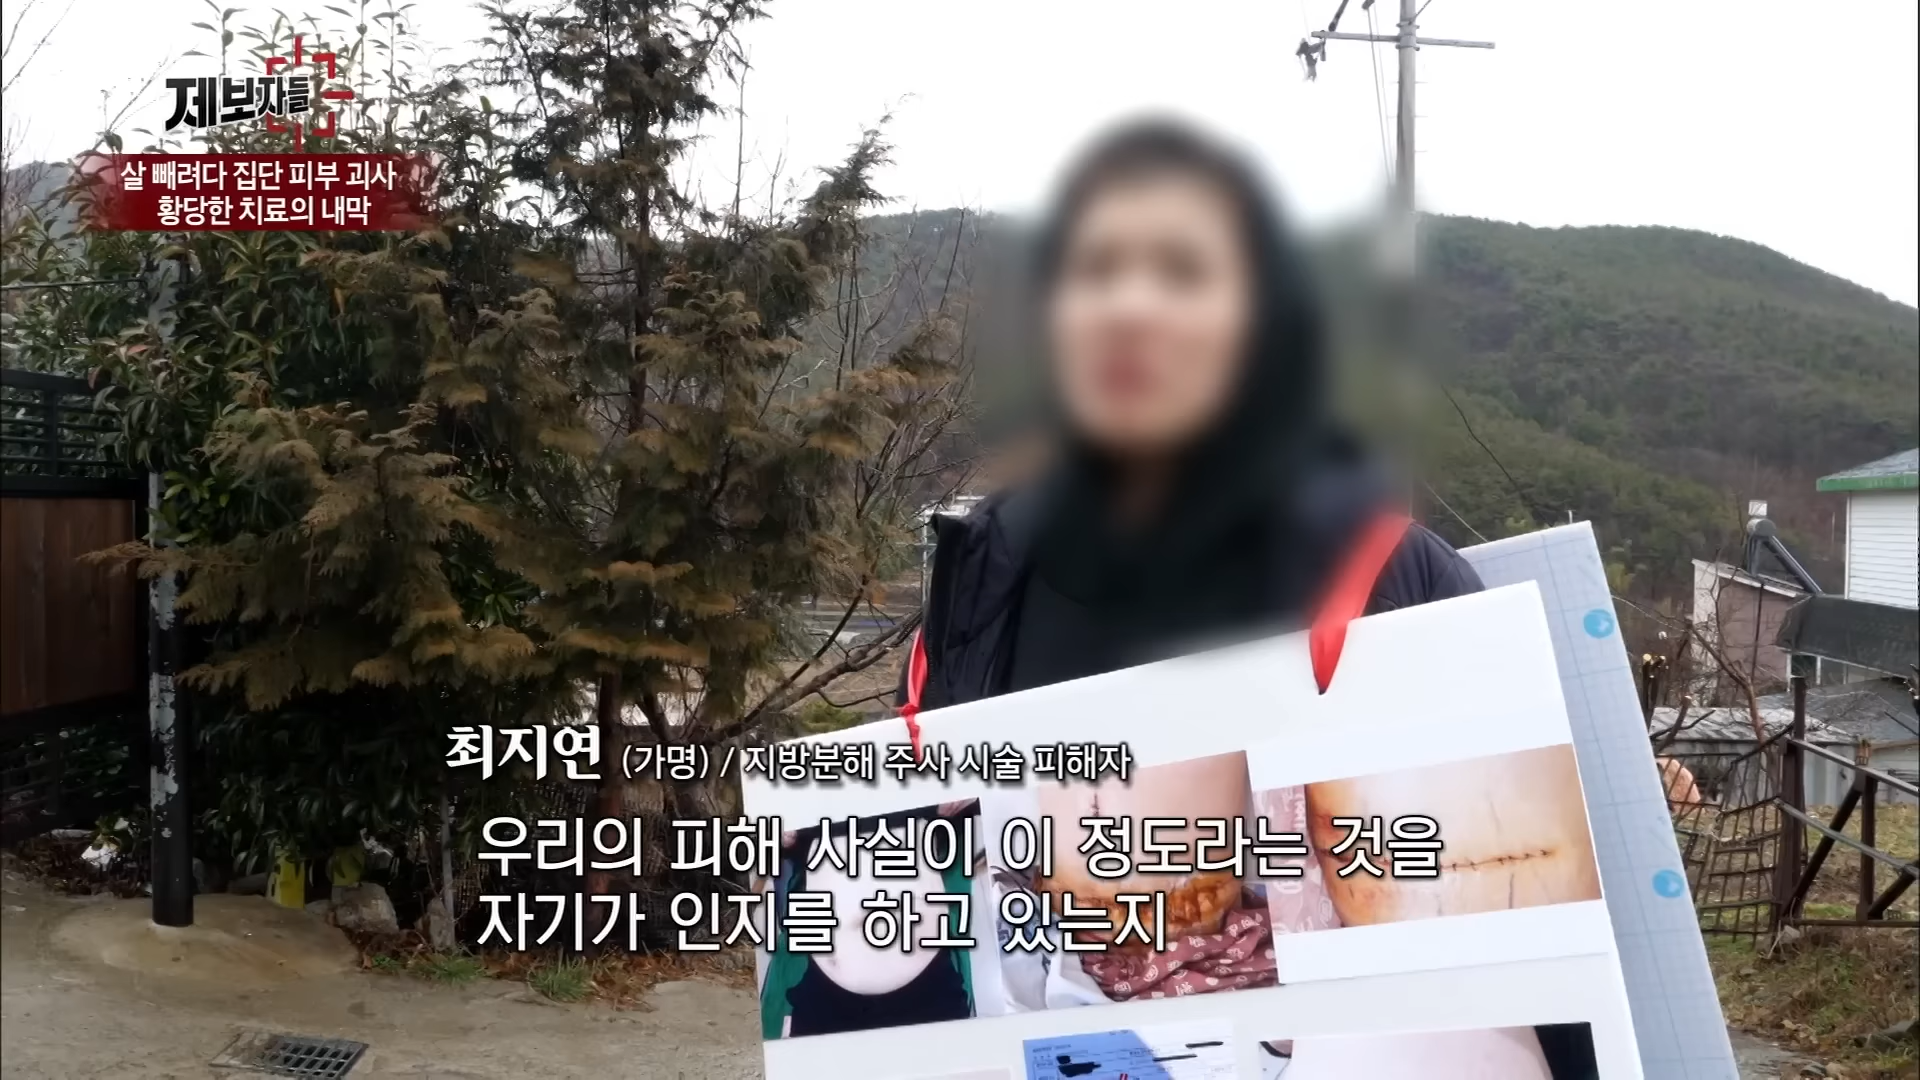 제보자들
살 빼려다 집단 피부 괴사
황당한 치료의 내막
최지연 (가명) / 지방분해 주사 시술 피해자
우리의 피해 사실이 이 정도라는 것을
자기가 인지를 하고 있는지